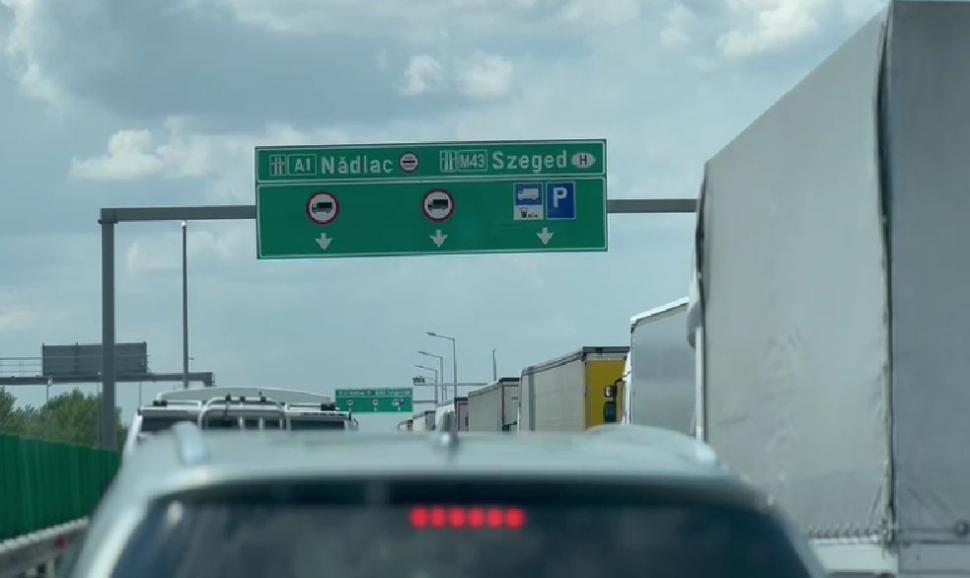 A1 Nădlac M43 Szeged H
P